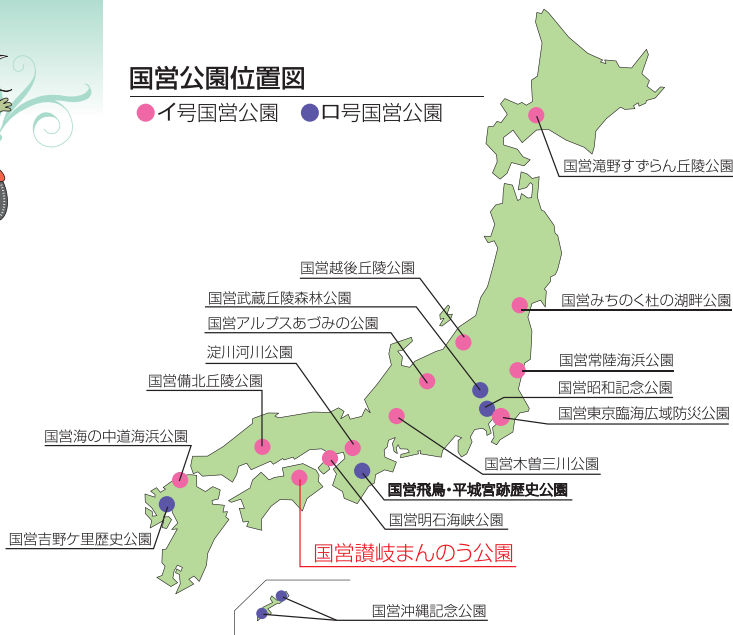 国営公園位置図
イ号国営公園 ロ号国営公園
国営滝野すずらん丘陵公園
国営越後丘陵公園
国営武蔵丘陵森林公園
国営みちのく杜の湖畔公園
国営アルプスあづみの公園
淀川河川公園
国営常陸海浜公園
国営備北丘陵公園
国営昭和記念公園
国営東京臨海広域防災公園
国営海の中道海浜公園
国営木曽三川公園
国営飛鳥・平城宮跡歴史公園
国営明石海峡公園
国営吉野ケ里歴史公園
国営讃岐まんのう公園
国営沖縄記念公園